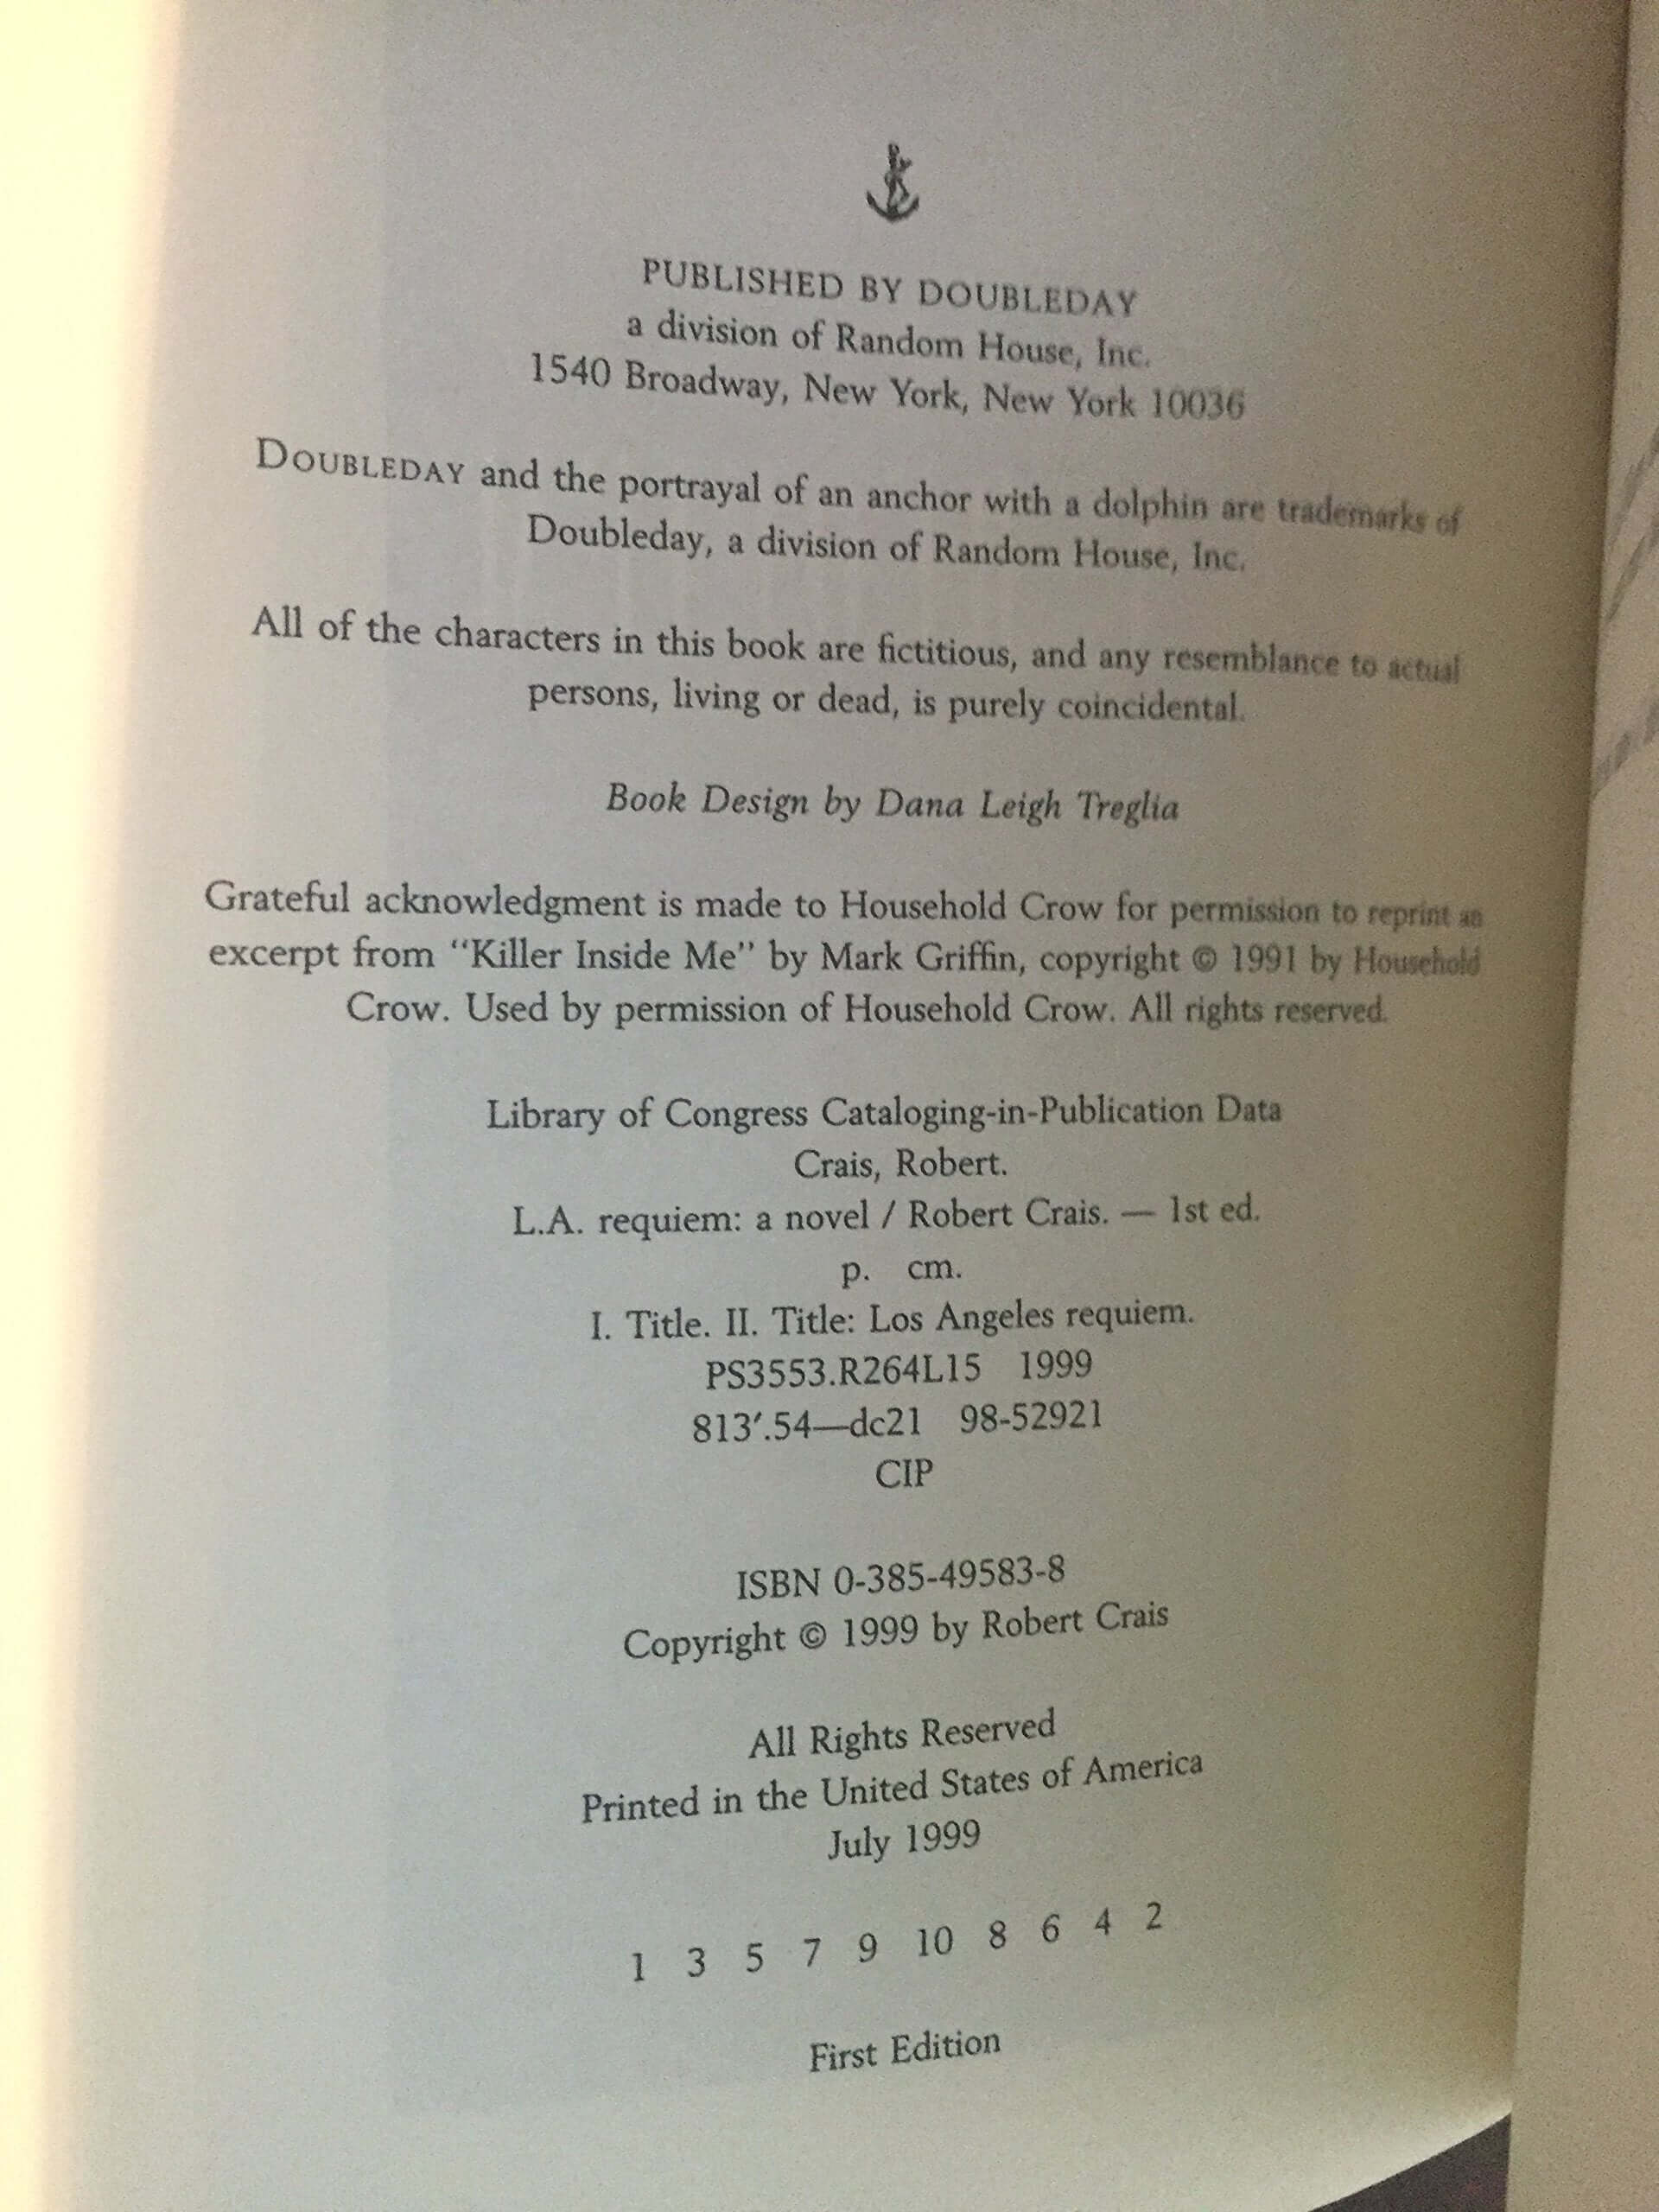 PUBLISHED BY DOUBLEDAY
a division of Random House, Inc.
1540 Broadway, New York, New York 10036
DOUBLEDAY and the portrayal of an anchor with a dolphin are trademarks of
Doubleday, a division of Random House, Inc.
All of the characters in this book are fictitious, and any resemblance to actual
persons, living or dead, is purely coincidental.
Book Design by Dana Leigh Treglia
Grateful acknowledgment is made to Household Crow for permission to reprint an
excerpt from “Killer Inside Me” by Mark Griffin, copyright © 1991 by Household
Crow. Used by permission of Household Crow. All rights reserved.
Library of Congress Cataloging-in-Publication Data
Crais, Robert.
L.A. requiem: a novel / Robert Crais. — 1st ed.
p. cm.
I. Title. II. Title: Los Angeles requiem.
PS3553.R264L15 1999
813′.54—dc21 98-52921
CIP
ISBN 0-385-49583-8
Copyright © 1999 by Robert Crais
All Rights Reserved
Printed in the United States of America
July 1999
1 3 5 7 9 10 8 6 4 2
First Edition